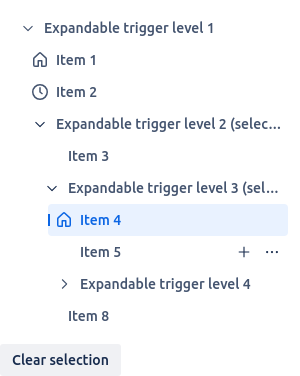 Expandable trigger level 1
Item 1
Item 2
Expandable trigger level 2 (selec...
Item 3
Expandable trigger level 3 (sel...
Item 4
Item 5
Expandable trigger level 4
Item 8
Clear selection